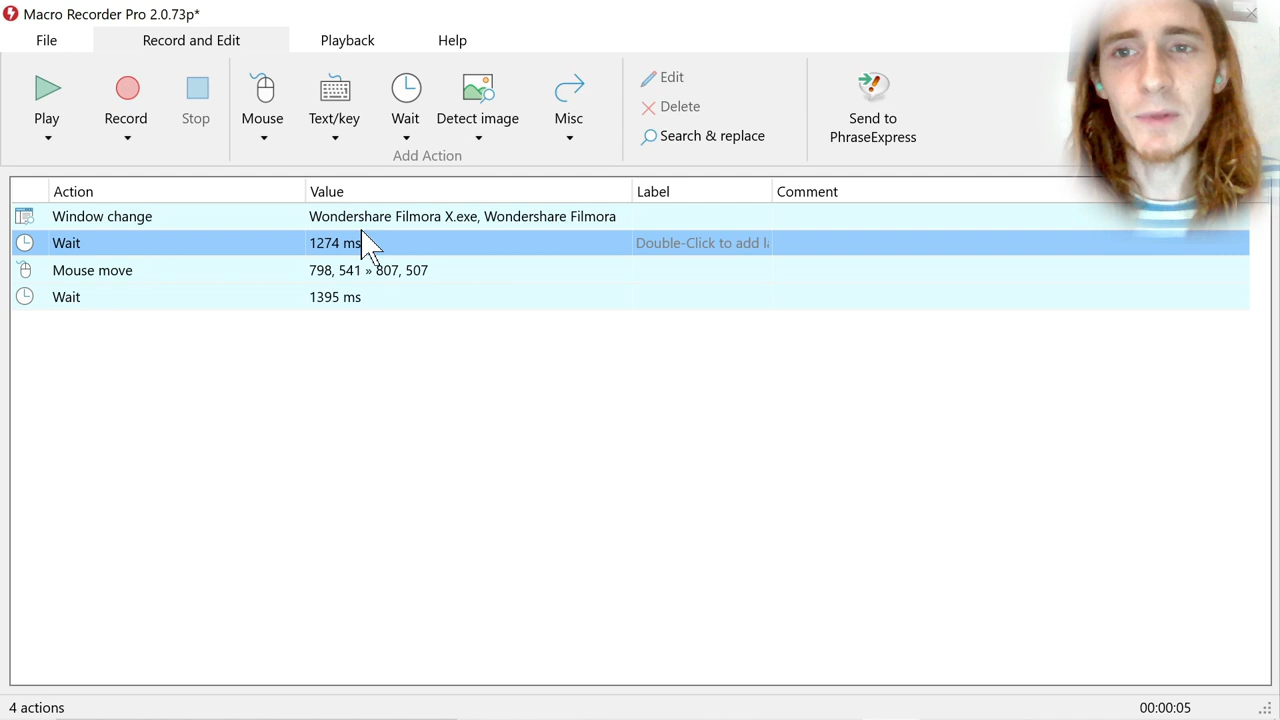 Macro Recorder Pro 2.0.73p*
File Record and Edit Playback Help
Play Record Stop Mouse Text/key Wait Detect image Misc
Edit
Delete
Search & replace
Send to
PhraseExpress
Add Action
Action Value Label Comment
Window change Wondershare Filmora X.exe, Wondershare Filmora
Wait 1274 ms Double-Click to add l
Mouse move 798, 541 » 807, 507
Wait 1395 ms
4 actions 00:00:05